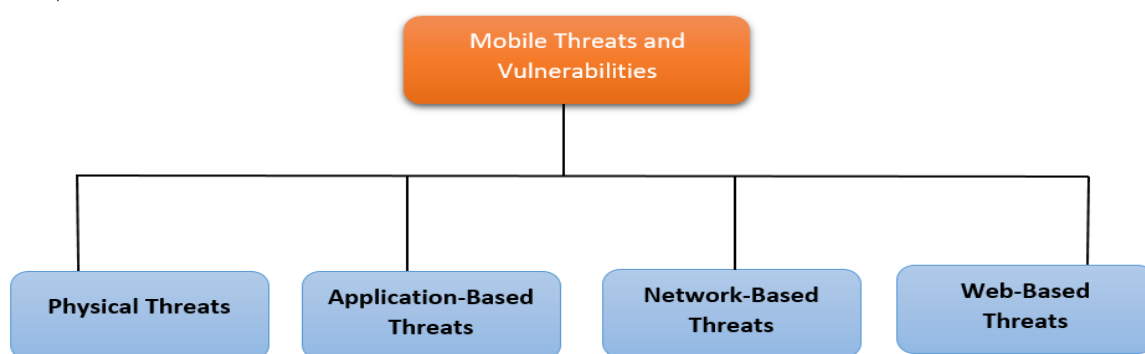 Mobile Threats and
Vulnerabilities
Physical Threats
Application-Based
Threats
Network-Based
Threats
Web-Based
Threats